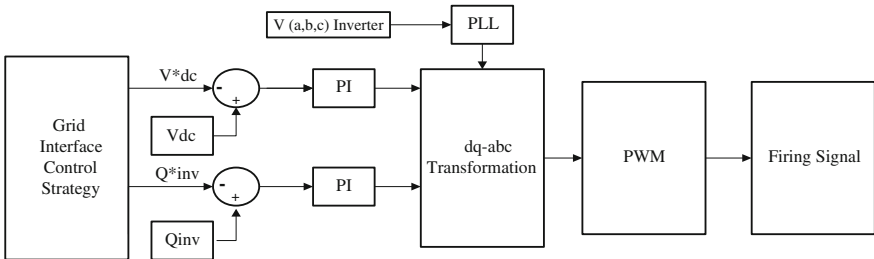 V (a,b,c) Inverter
PLL
V*dc
-
+
PI
Vdc
Grid
Interface
Control
Strategy
dq-abc
Transformation
PWM
Firing Signal
Q*inv
-
+
PI
Qinv